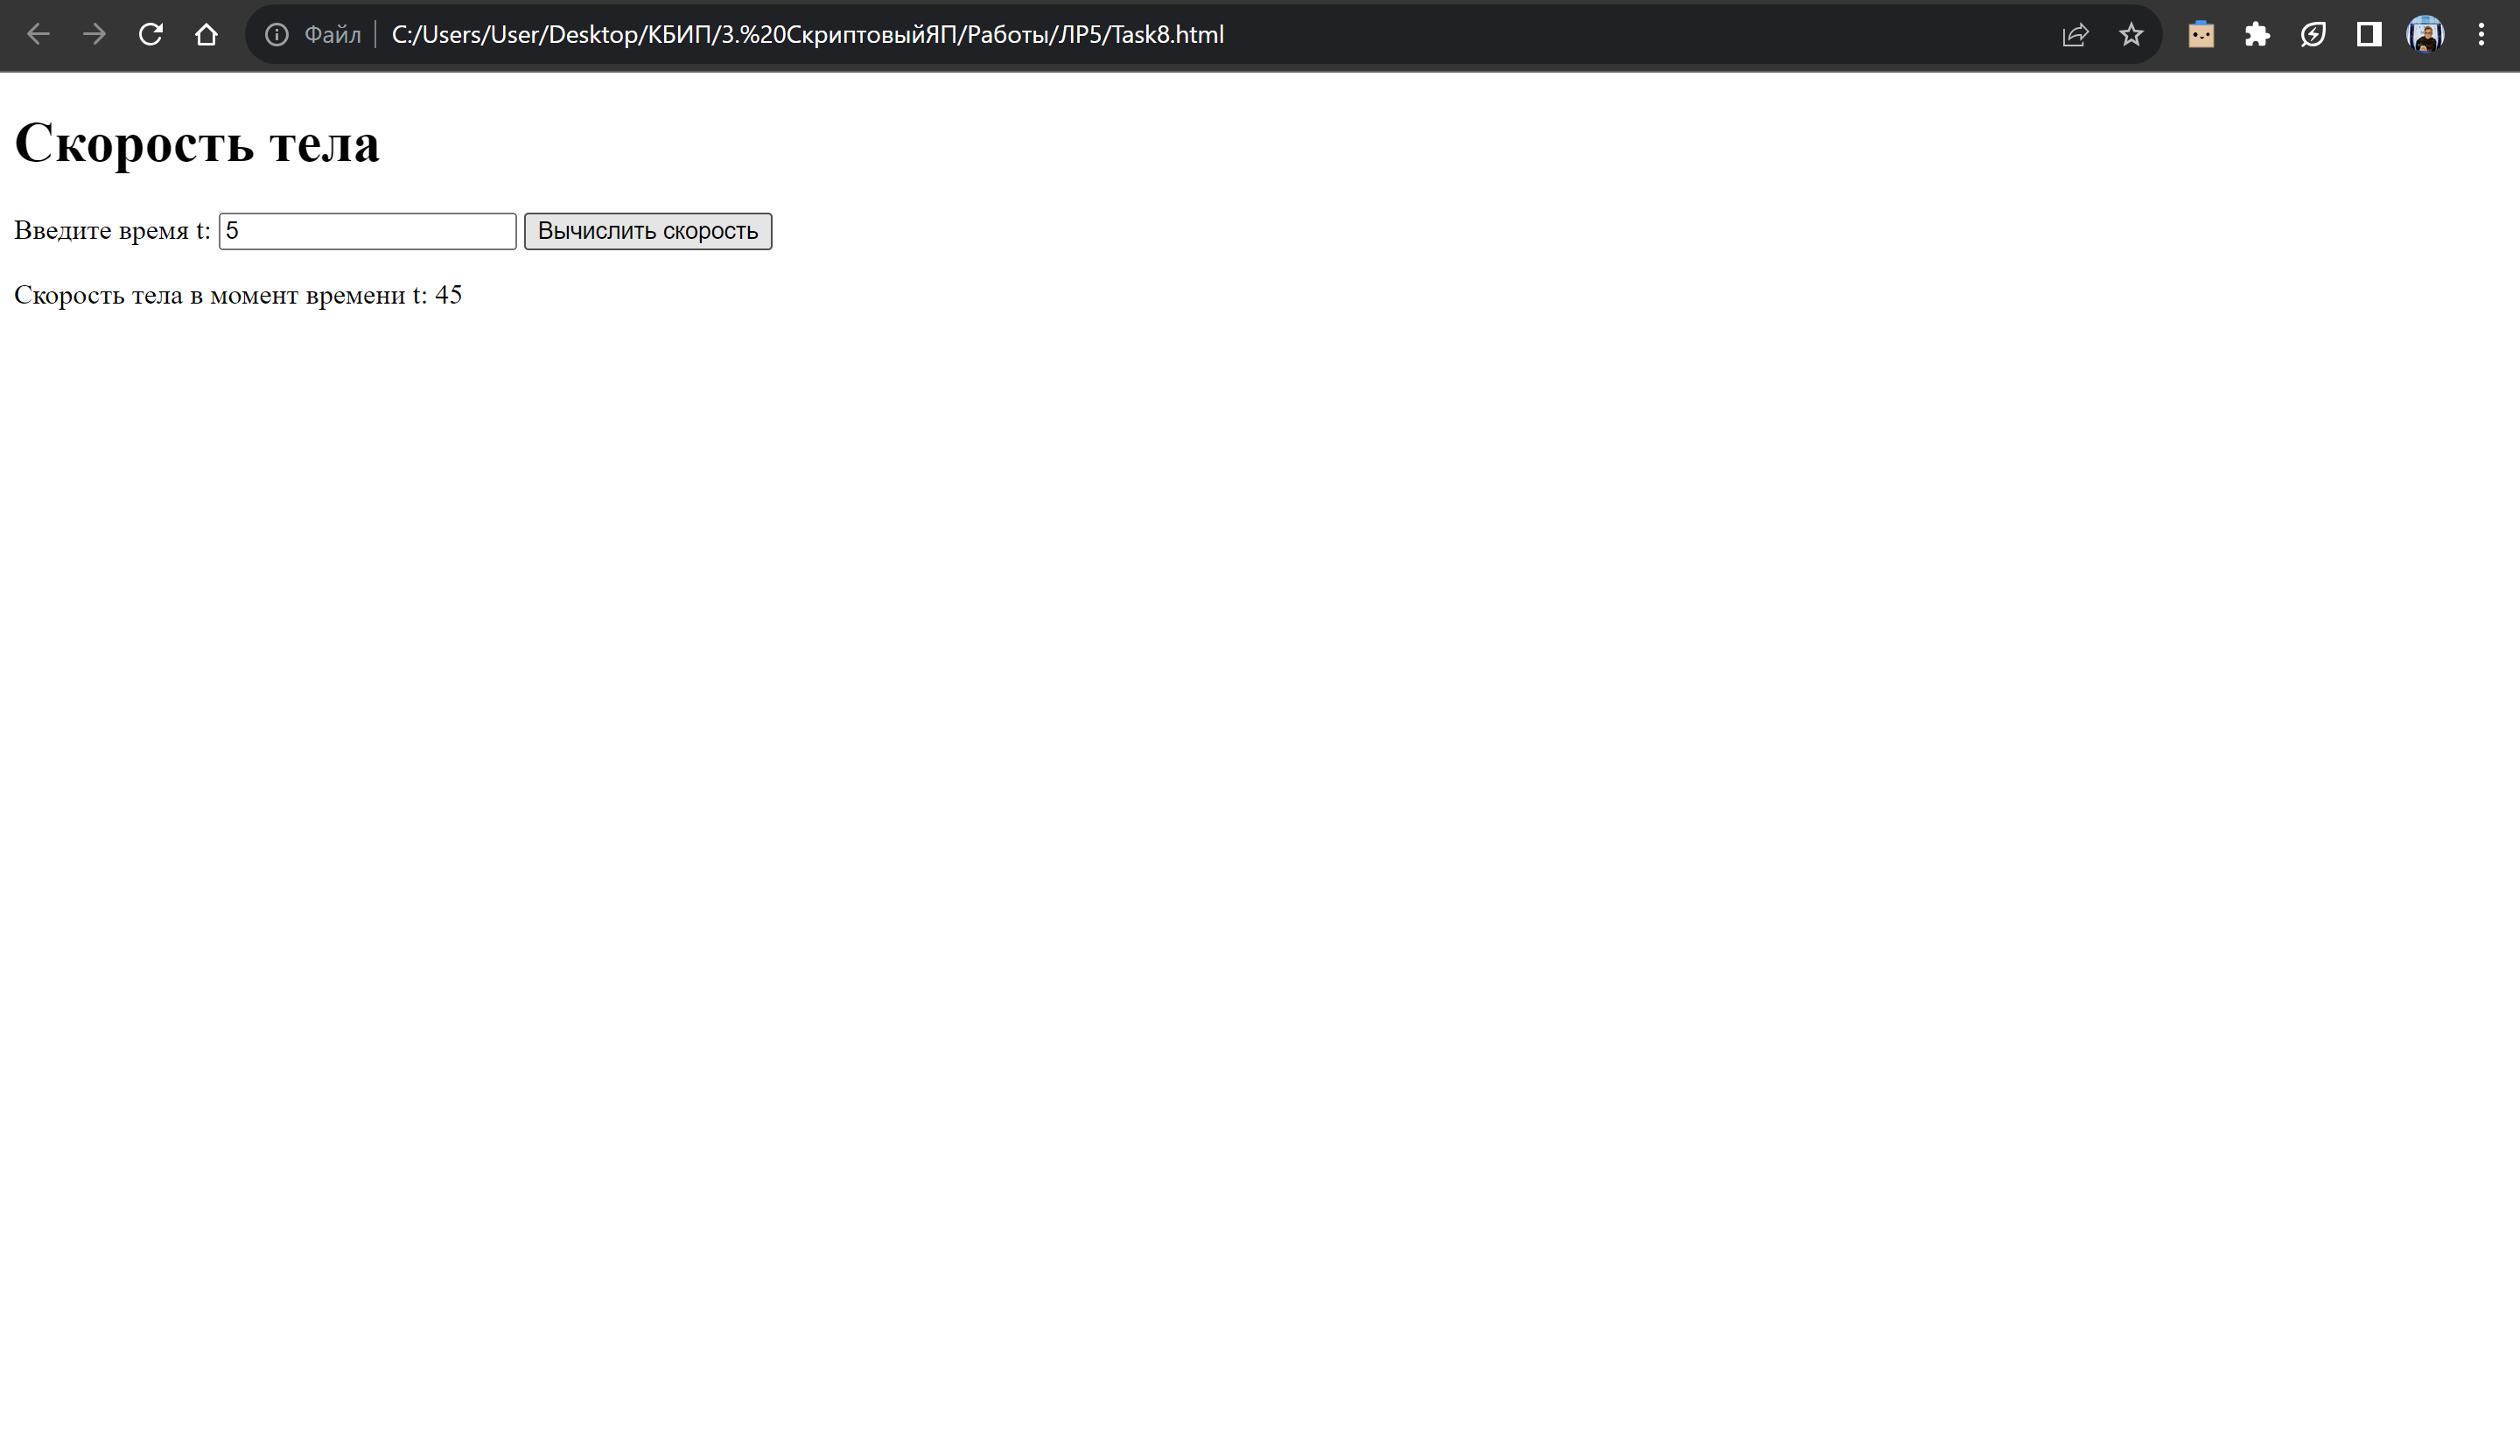 Файл C:/Users/User/Desktop/КБИП/3.%20СкриптовыйЯП/Работы/ЛР5/Task8.html
Скорость тела
Введите время t: 5 Вычислить скорость
Скорость тела в момент времени t: 45